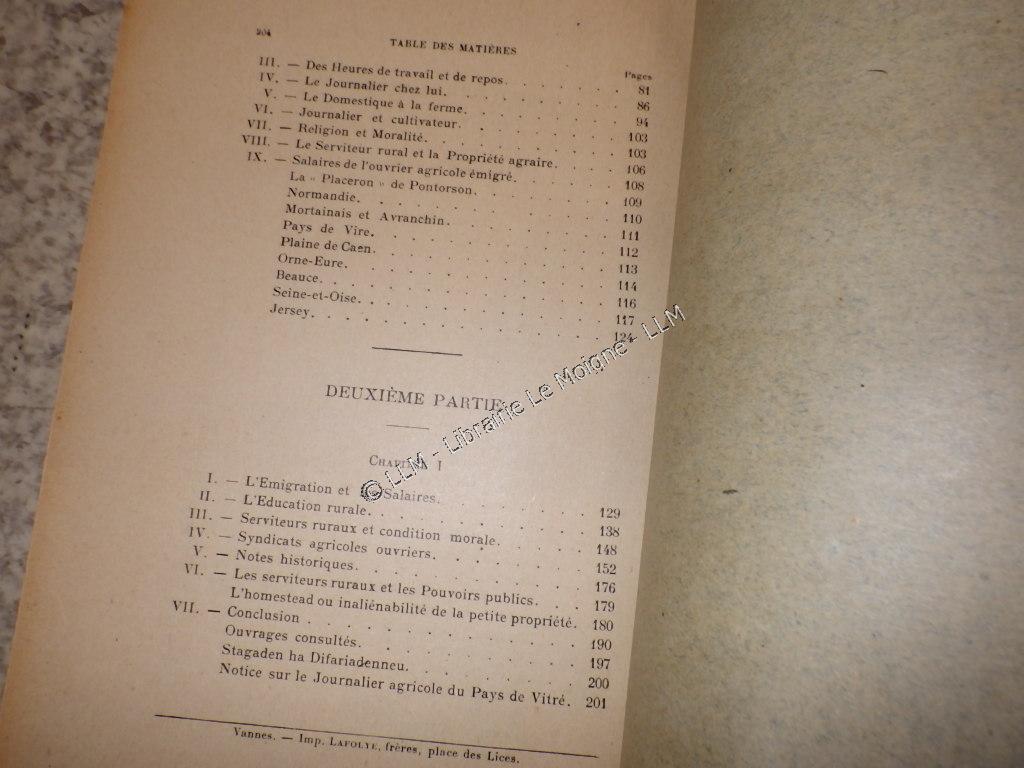 204
TABLE DES MATIÈRES
Pages
III. — Des Heures de travail et de repos. . . . . . . 81
IV. — Le Journalier chez lui. . . . . . . . . . 86
V. — Le Domestique à la ferme. . . . . . . . . 94
VI. — Journalier et cultivateur. . . . . . . . . 103
VII. — Religion et Moralité. . . . . . . . . . 103
VIII. — Le Serviteur rural et la Propriété agraire. . . . . 106
IX. — Salaires de l'ouvrier agricole émigré. . . . . . 108
La « Placeron » de Pontorson. . . . . . . . 109
Normandie. . . . . . . . . . . . . 110
Mortainais et Avranchin. . . . . . . . . 111
Pays de Vire. . . . . . . . . . . . 112
Plaine de Caen. . . . . . . . . . . . 113
Orne-Eure. . . . . . . . . . . . . 114
Beauce. . . . . . . . . . . . . . 116
Seine-et-Oise. . . . . . . . . . . . 117
Jersey. . . . . . . . . . . . . . 124
DEUXIÈME PARTIE
CHAPITRE I
I. — L'Emigration et Salaires. . . . . . . . . 129
II. — L'Education rurale. . . . . . . . . . . 138
III. — Serviteurs ruraux et condition morale. . . . . . 148
IV. — Syndicats agricoles ouvriers. . . . . . . . . 152
V. — Notes historiques. . . . . . . . . . . 176
VI. — Les serviteurs ruraux et les Pouvoirs publics. . . . 179
L'homestead ou inaliénabilité de la petite propriété. 180
VII. — Conclusion . . . . . . . . . . . . 190
Ouvrages consultés. . . . . . . . . . . 197
Stagaden ha Difariadenneu. . . . . . . . . 200
Notice sur le Journalier agricole du Pays de Vitré. 201
Vannes. — Imp. LAFOLYE, frères, place des Lices.
© LLM - Librairie Le Moigne - LLM